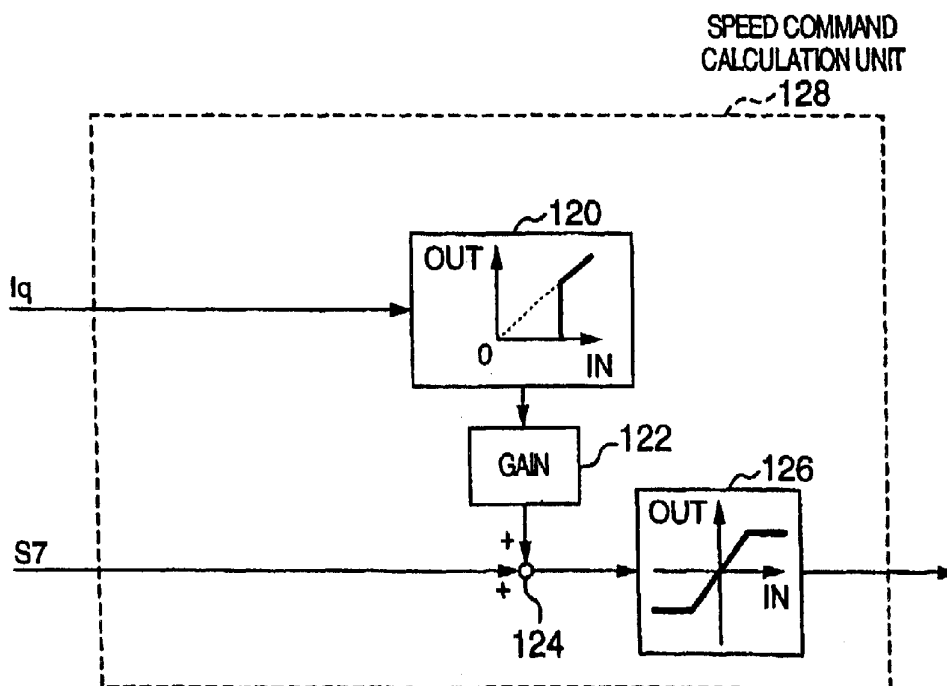 SPEED COMMAND
CALCULATION UNIT
128
120
OUT
Iq
0
IN
GAIN
122
126
OUT
+
S7
+
IN
124